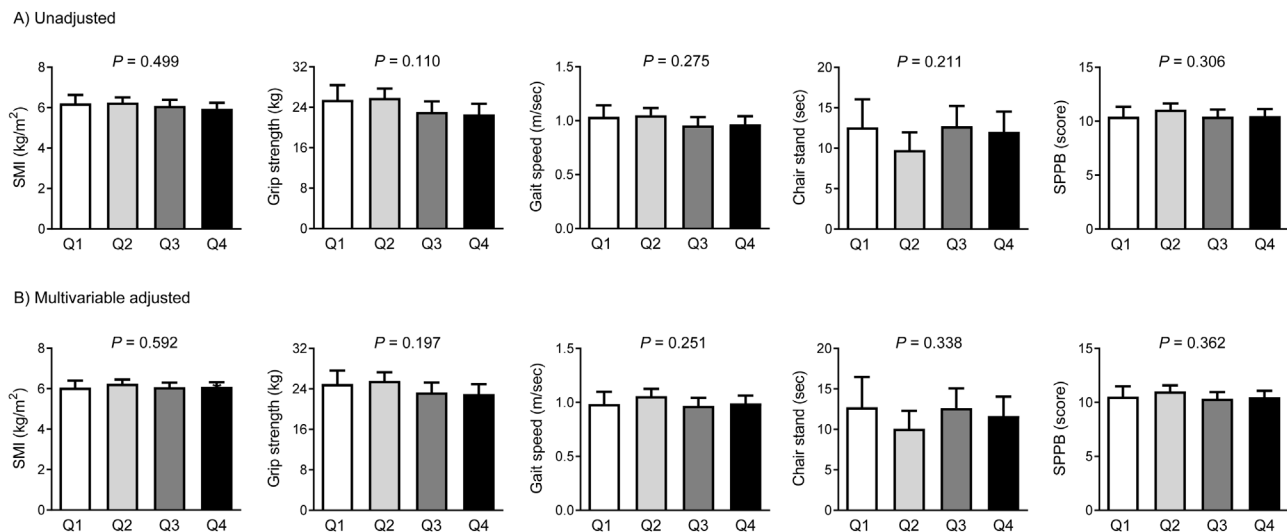 A) Unadjusted
P = 0.499
SMI (kg/m²)
8
6
4
2
0
Q1 Q2 Q3 Q4
P = 0.110
Grip strength (kg)
32
24
16
8
0
Q1 Q2 Q3 Q4
P = 0.275
Gait speed (m/sec)
1.5
1.0
0.5
0.0
Q1 Q2 Q3 Q4
P = 0.211
Chair stand (sec)
20
15
10
5
0
Q1 Q2 Q3 Q4
P = 0.306
SPPB (score)
15
10
5
0
Q1 Q2 Q3 Q4
B) Multivariable adjusted
P = 0.592
SMI (kg/m²)
8
6
4
2
0
Q1 Q2 Q3 Q4
P = 0.197
Grip strength (kg)
32
24
16
8
0
Q1 Q2 Q3 Q4
P = 0.251
Gait speed (m/sec)
1.5
1.0
0.5
0.0
Q1 Q2 Q3 Q4
P = 0.338
Chair stand (sec)
20
15
10
5
0
Q1 Q2 Q3 Q4
P = 0.362
SPPB (score)
15
10
5
0
Q1 Q2 Q3 Q4